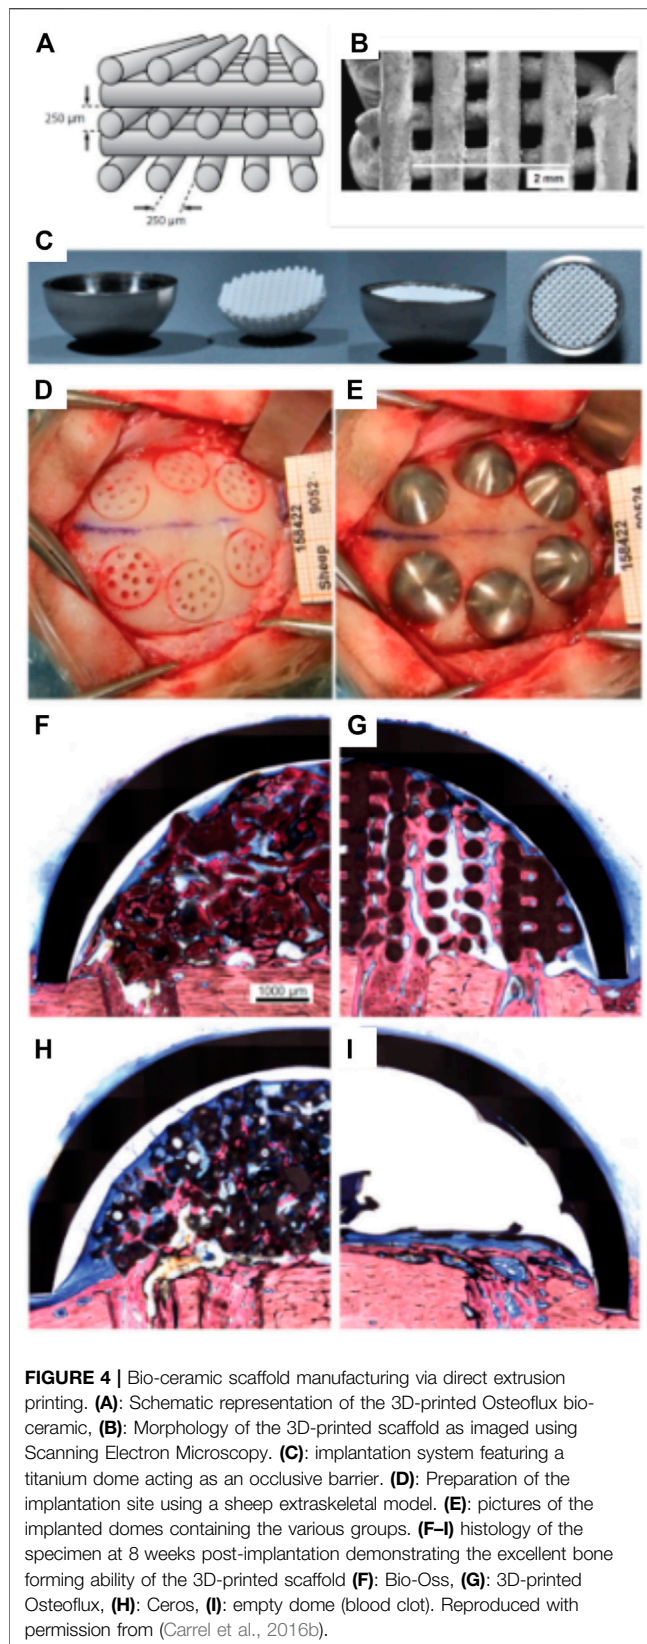 A
B
250 µm
250 µm
2 mm
C
D
E
158422
9052
Sheep
158422
90524
F
G
1000 µm
H
I
FIGURE 4 | Bio-ceramic scaffold manufacturing via direct extrusion
printing. (A): Schematic representation of the 3D-printed Osteoflux bio-
ceramic, (B): Morphology of the 3D-printed scaffold as imaged using
Scanning Electron Microscopy. (C): implantation system featuring a
titanium dome acting as an occlusive barrier. (D): Preparation of the
implantation site using a sheep extraskeletal model. (E): pictures of the
implanted domes containing the various groups. (F–I) histology of the
specimen at 8 weeks post-implantation demonstrating the excellent bone
forming ability of the 3D-printed scaffold (F): Bio-Oss, (G): 3D-printed
Osteoflux, (H): Ceros, (I): empty dome (blood clot). Reproduced with
permission from (Carrel et al., 2016b).